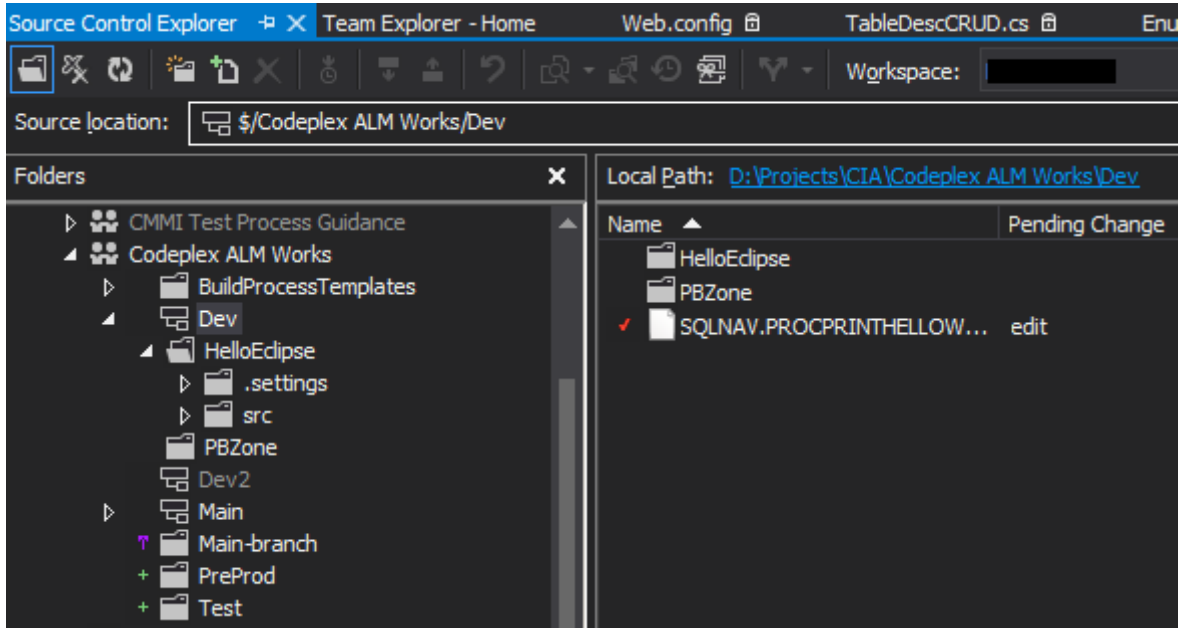 Source Control Explorer Team Explorer - Home Web.config TableDescCRUD.cs Enu
Workspace:
Source location: $/Codeplex ALM Works/Dev
Folders
CMMI Test Process Guidance
Codeplex ALM Works
BuildProcessTemplates
Dev
HelloEclipse
.settings
src
PBZone
Dev2
Main
Main-branch
PreProd
Test
Local Path: D:\Projects\CIA\Codeplex ALM Works\Dev
Name Pending Change
HelloEclipse
PBZone
SQLNAV.PROCPRINTHELLOW... edit